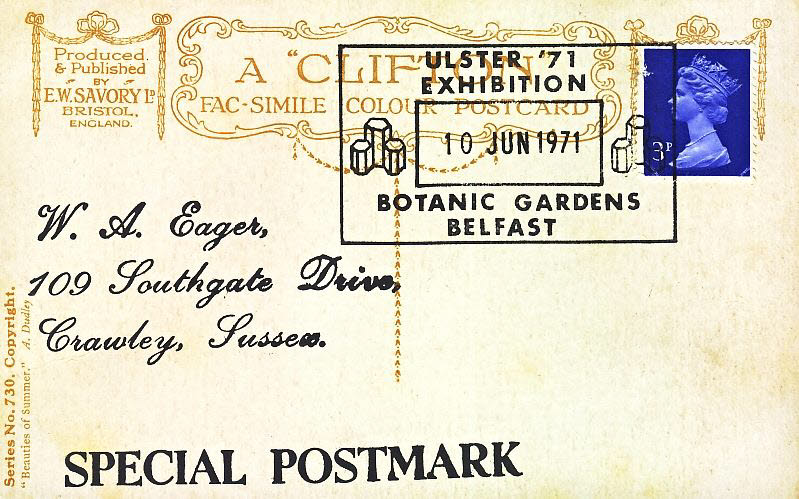 Produced
& Published
BY
E.W. SAVORY Ld
BRISTOL,
ENGLAND.
A "CLIFTON"
FAC-SIMILE COLOUR POSTCARD
ULSTER '71
EXHIBITION
10 JUN 1971
BOTANIC GARDENS
BELFAST
3P
W. A. Eager,
109 Southgate Drive,
Crawley, Sussex.
SPECIAL POSTMARK
Series No. 730. Copyright.
"Beauties of Summer." A. Dudley